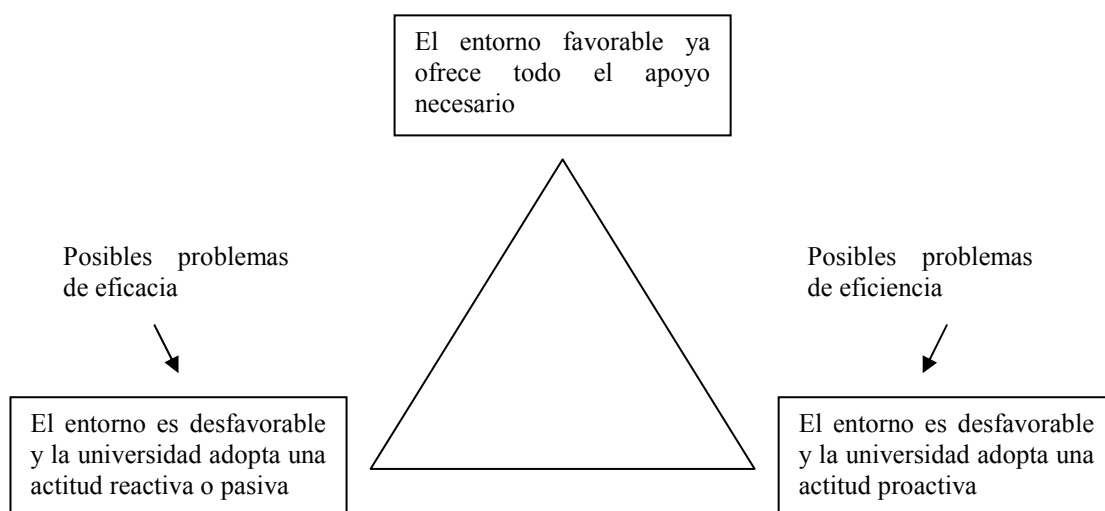 El entorno favorable ya
ofrece todo el apoyo
necesario
Posibles problemas
de eficacia
Posibles problemas
de eficiencia
El entorno es desfavorable
y la universidad adopta una
actitud reactiva o pasiva
El entorno es desfavorable
y la universidad adopta una
actitud proactiva